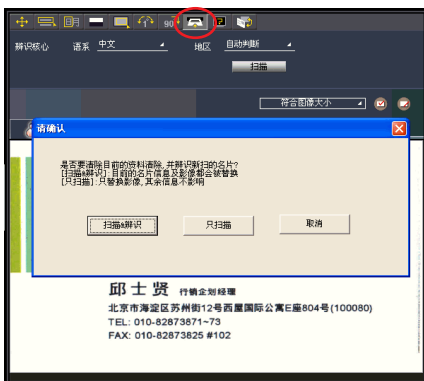 90°
辨识核心 语系 中文 地区 自动判断
扫描
符合图像大小
请确认
是否要清除目前的资料清除,并辨识新扫的名片?
[扫描&辨识]:目前的名片信息及影像都会被替换
[只扫描]:只替换影像,其余信息不影响
扫描&辨识 只扫描 取消
邱士贤 行销企划经理
北京市海淀区苏州街12号西屋国际公寓E座804号(100080)
TEL: 010-82873871~73
FAX: 010-82873825 #102